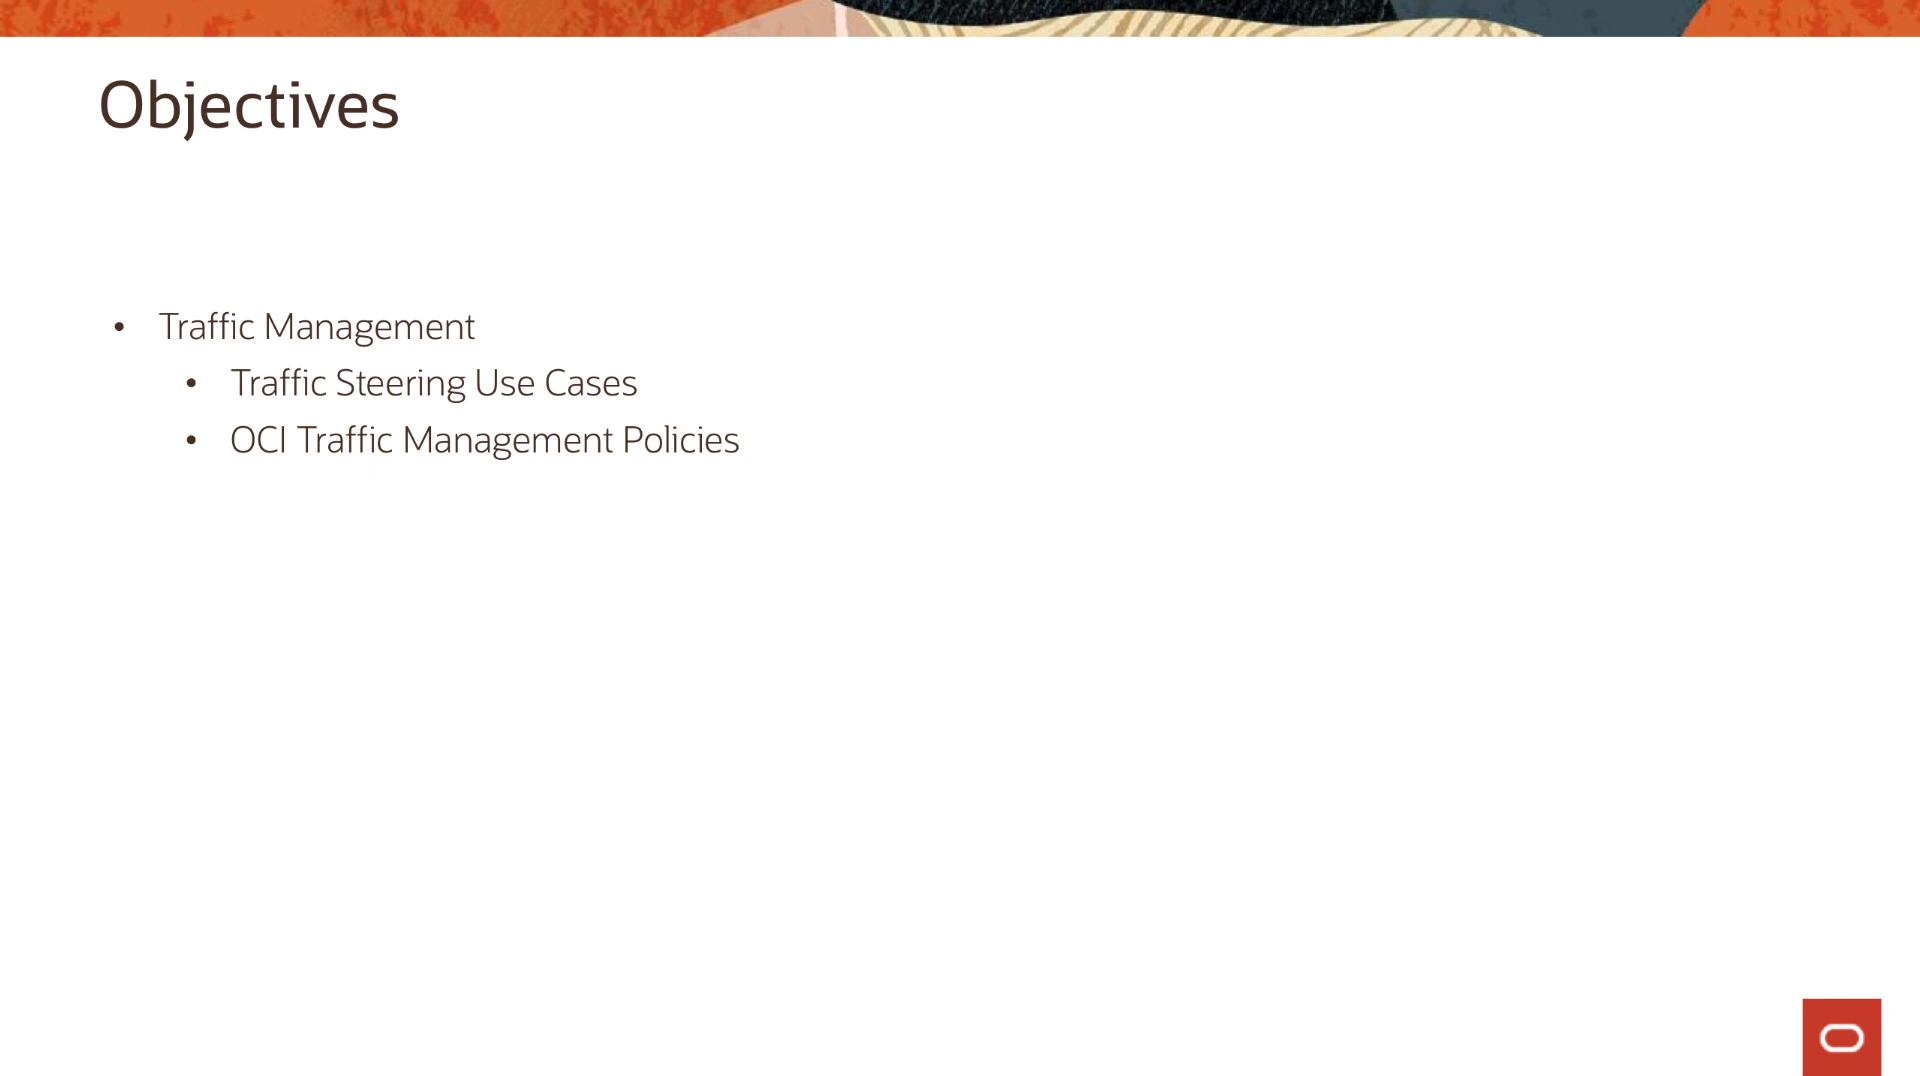 Objectives
• Traffic Management
• Traffic Steering Use Cases
• OCI Traffic Management Policies